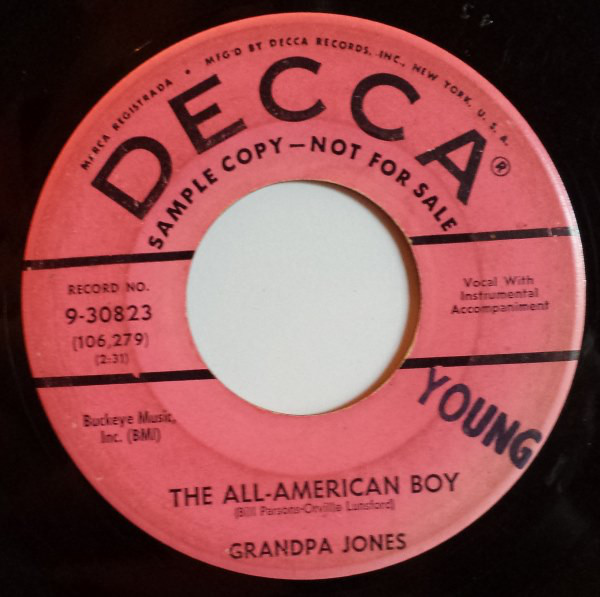 MARCA REGISTRADA • MFG'D BY DECCA RECORDS, INC., NEW YORK, U.S.A.
DECCA®
SAMPLE COPY—NOT FOR SALE
RECORD NO.
9-30823
(106,279)
(2:31)
Vocal With
Instrumental
Accompaniment
Buckeye Music,
Inc. (BMI)
YOUNG
THE ALL-AMERICAN BOY
(Bill Parsons-Orville Lunsford)
GRANDPA JONES